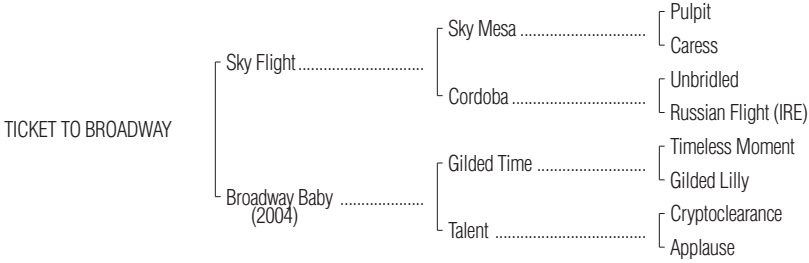 Pulpit
Sky Mesa ..............................
Caress
Sky Flight ..............................
Unbridled
Cordoba ................................
Russian Flight (IRE)
TICKET TO BROADWAY
Timeless Moment
Gilded Time ..........................
Gilded Lilly
Broadway Baby ....................
(2004)
Cryptoclearance
Talent ....................................
Applause